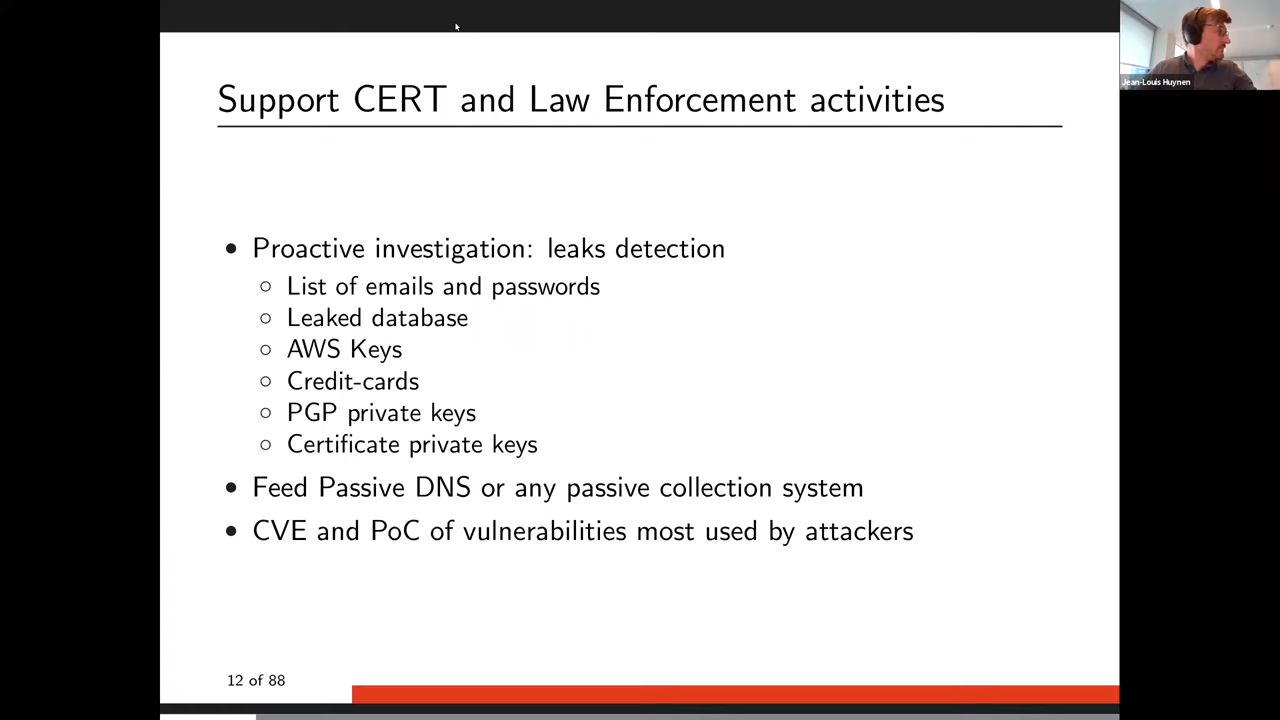 Jean-Louis Huynen
Support CERT and Law Enforcement activities
• Proactive investigation: leaks detection
○ List of emails and passwords
○ Leaked database
○ AWS Keys
○ Credit-cards
○ PGP private keys
○ Certificate private keys
• Feed Passive DNS or any passive collection system
• CVE and PoC of vulnerabilities most used by attackers
12 of 88